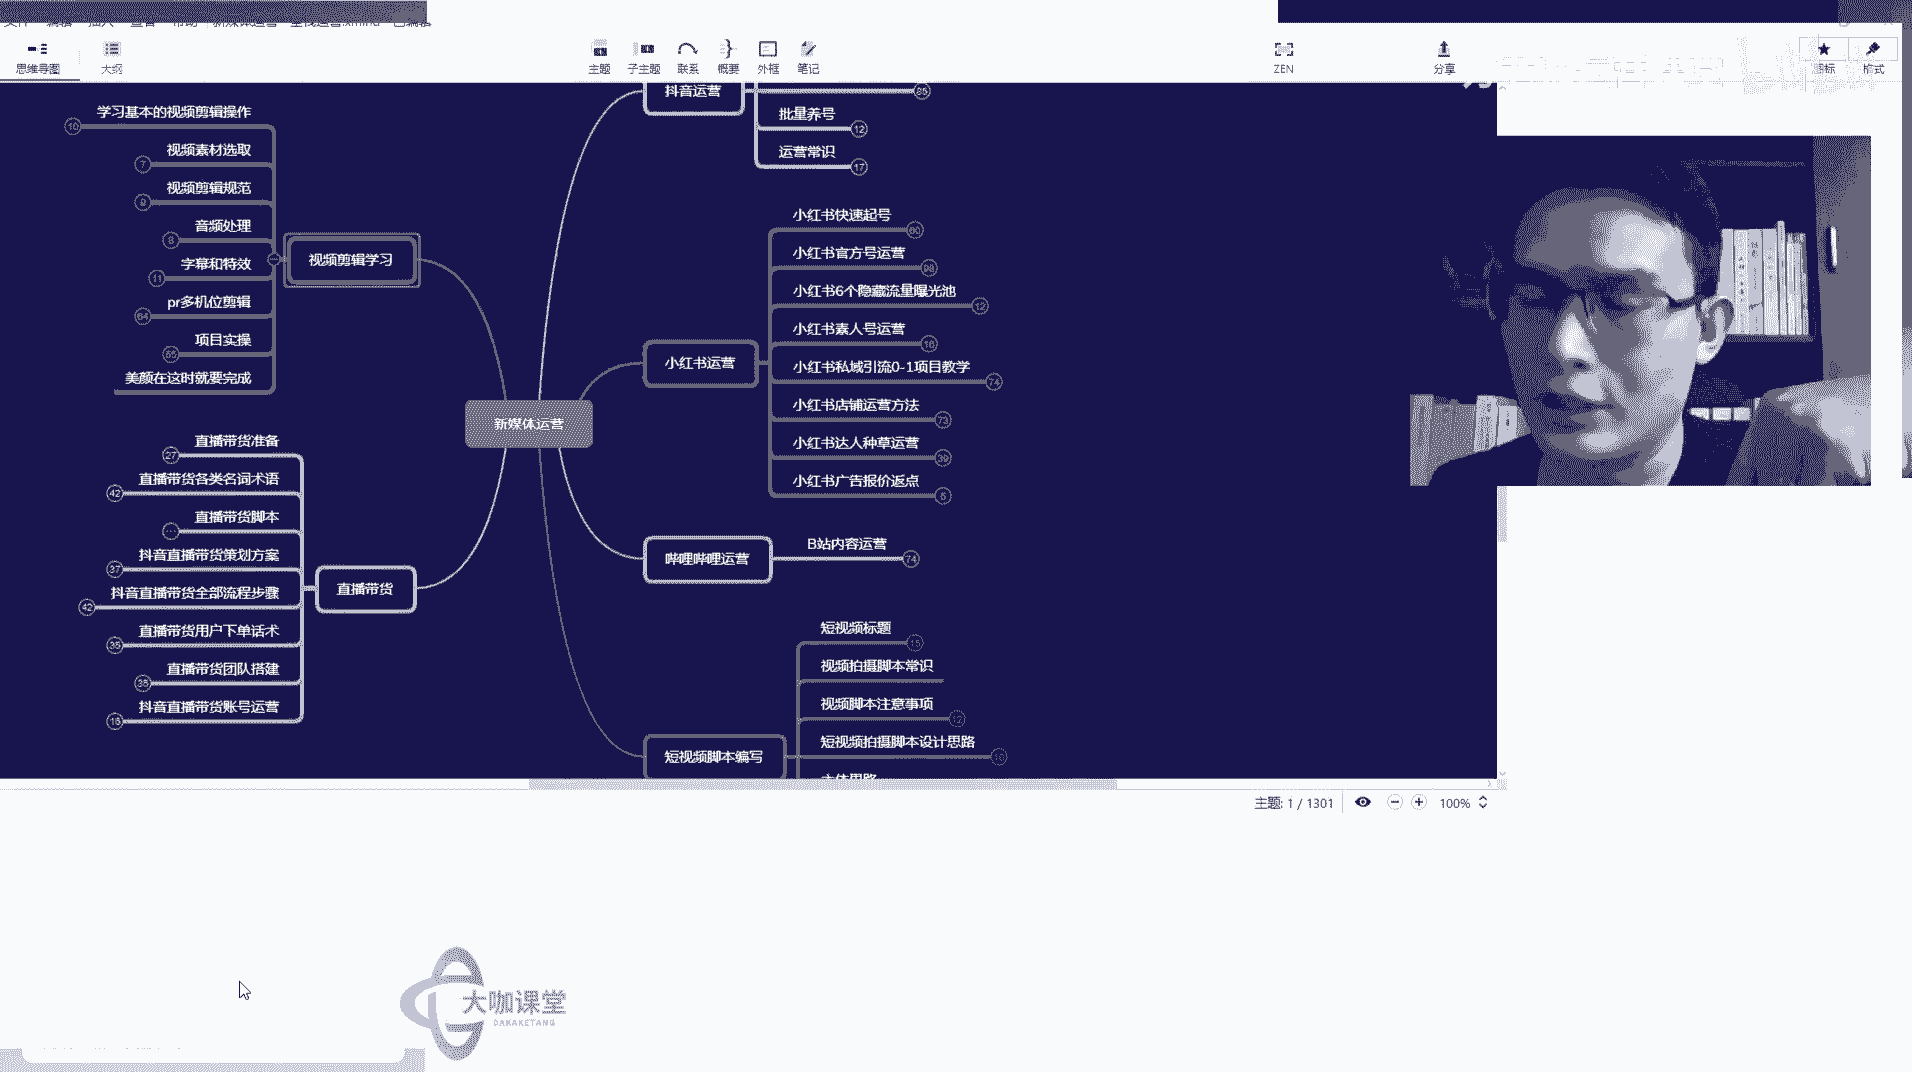 思维导图
大纲
主题
子主题
联系
概要
外框
笔记
ZEN
分享
图标
格式
学习基本的视频剪辑操作
10
视频素材选取
7
视频剪辑规范
音频处理
8
字幕和特效
11
pr多机位剪辑
64
项目实操
美颜在这时就要完成
视频剪辑学习
直播带货准备
27
直播带货各类名词术语
42
直播带货脚本
抖音直播带货策划方案
37
抖音直播带货全部流程步骤
42
直播带货用户下单话术
直播带货团队搭建
抖音直播带货账号运营
直播带货
新媒体运营
抖音运营
批量养号
12
运营常识
17
小红书运营
小红书快速起号
小红书官方号运营
小红书6个隐藏流量曝光池
12
小红书素人号运营
小红书私域引流0-1项目教学
74
小红书店铺运营方法
73
小红书达人种草运营
小红书广告报价返点
哔哩哔哩运营
B站内容运营
74
短视频脚本编写
短视频标题
视频拍摄脚本常识
视频脚本注意事项
短视频拍摄脚本设计思路
主题: 1 / 1301
100%
大咖课堂
DAKAKETANG